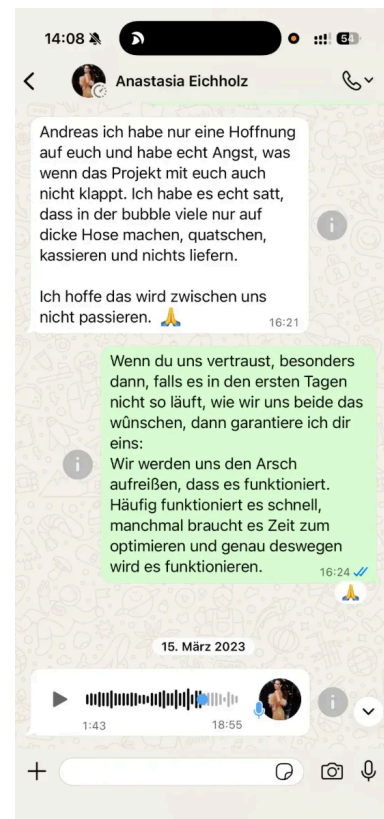 14:08
54
Anastasia Eichholz
Andreas ich habe nur eine Hoffnung
auf euch und habe echt Angst, was
wenn das Projekt mit euch auch
nicht klappt. Ich habe es echt satt,
dass in der bubble viele nur auf
dicke Hose machen, quatschen,
kassieren und nichts liefern.
Ich hoffe das wird zwischen uns
nicht passieren. 🙏
16:21
Wenn du uns vertraust, besonders
dann, falls es in den ersten Tagen
nicht so läuft, wie wir uns beide das
wûnschen, dann garantiere ich dir
eins:
Wir werden uns den Arsch
aufreißen, dass es funktioniert.
Häufig funktioniert es schnell,
manchmal braucht es Zeit zum
optimieren und genau deswegen
wird es funktionieren.
16:24
🙏
15. März 2023
1:43
18:55